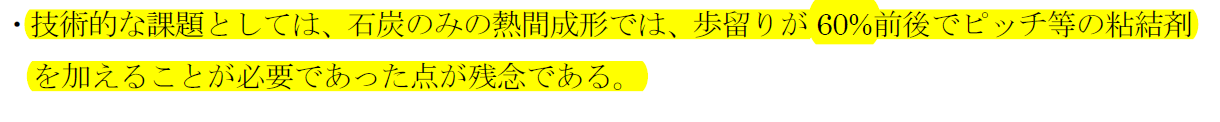 ・技術的な課題としては、石炭のみの熱間成形では、歩留りが 60%前後でピッチ等の粘結剤
を加えることが必要であった点が残念である。